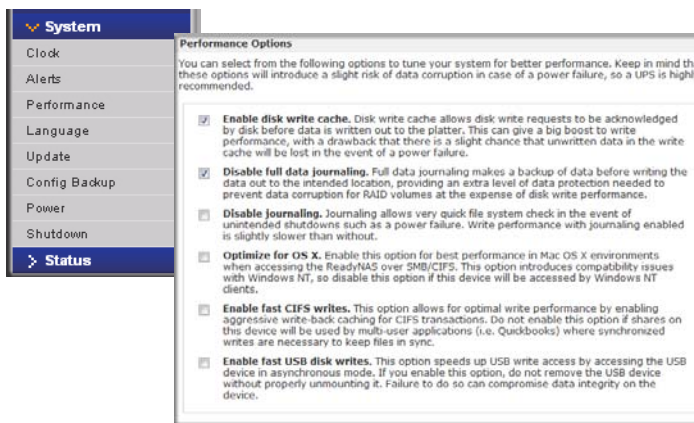 System
Clock
Alerts
Performance
Language
Update
Config Backup
Power
Shutdown
> Status
Performance Options
You can select from the following options to tune your system for better performance. Keep in mind th
these options will introduce a slight risk of data corruption in case of a power failure, so a UPS is highl
recommended.
Enable disk write cache. Disk write cache allows disk write requests to be acknowledged
by disk before data is written out to the platter. This can give a big boost to write
performance, with a drawback that there is a slight chance that unwritten data in the write
cache will be lost in the event of a power failure.
Disable full data journaling. Full data journaling makes a backup of data before writing the
data out to the intended location, providing an extra level of data protection needed to
prevent data corruption for RAID volumes at the expense of disk write performance.
Disable journaling. Journaling allows very quick file system check in the event of
unintended shutdowns such as a power failure. Write performance with journaling enabled
is slightly slower than without.
Optimize for OS X. Enable this option for best performance in Mac OS X environments
when accessing the ReadyNAS over SMB/CIFS. This option introduces compatibility issues
with Windows NT, so disable this option if this device will be accessed by Windows NT
clients.
Enable fast CIFS writes. This option allows for optimal write performance by enabling
aggressive write-back caching for CIFS transactions. Do not enable this option if shares on
this device will be used by multi-user applications (i.e. Quickbooks) where synchronized
writes are necessary to keep files in sync.
Enable fast USB disk writes. This option speeds up USB write access by accessing the USB
device in asynchronous mode. If you enable this option, do not remove the USB device
without properly unmounting it. Failure to do so can compromise data integrity on the
device.